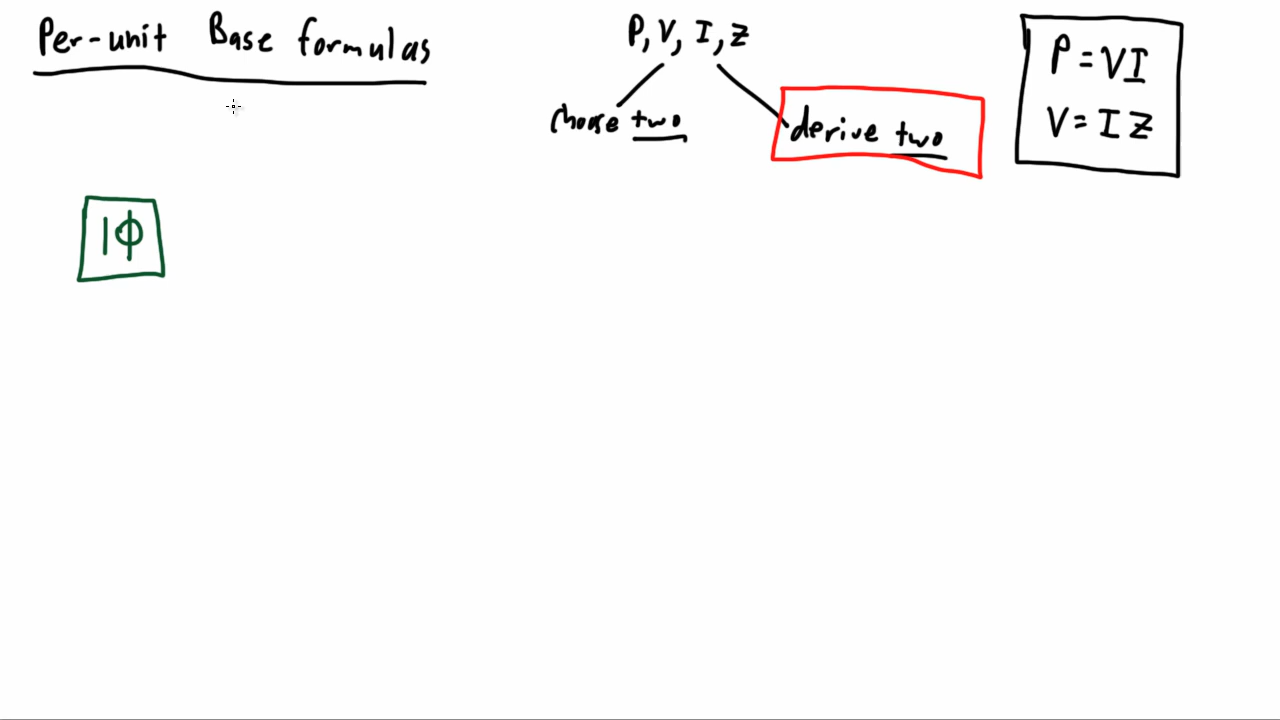 Per-unit Base formulas
P, V, I, Z
choose two
derive two
P = VI
V = IZ
1Φ